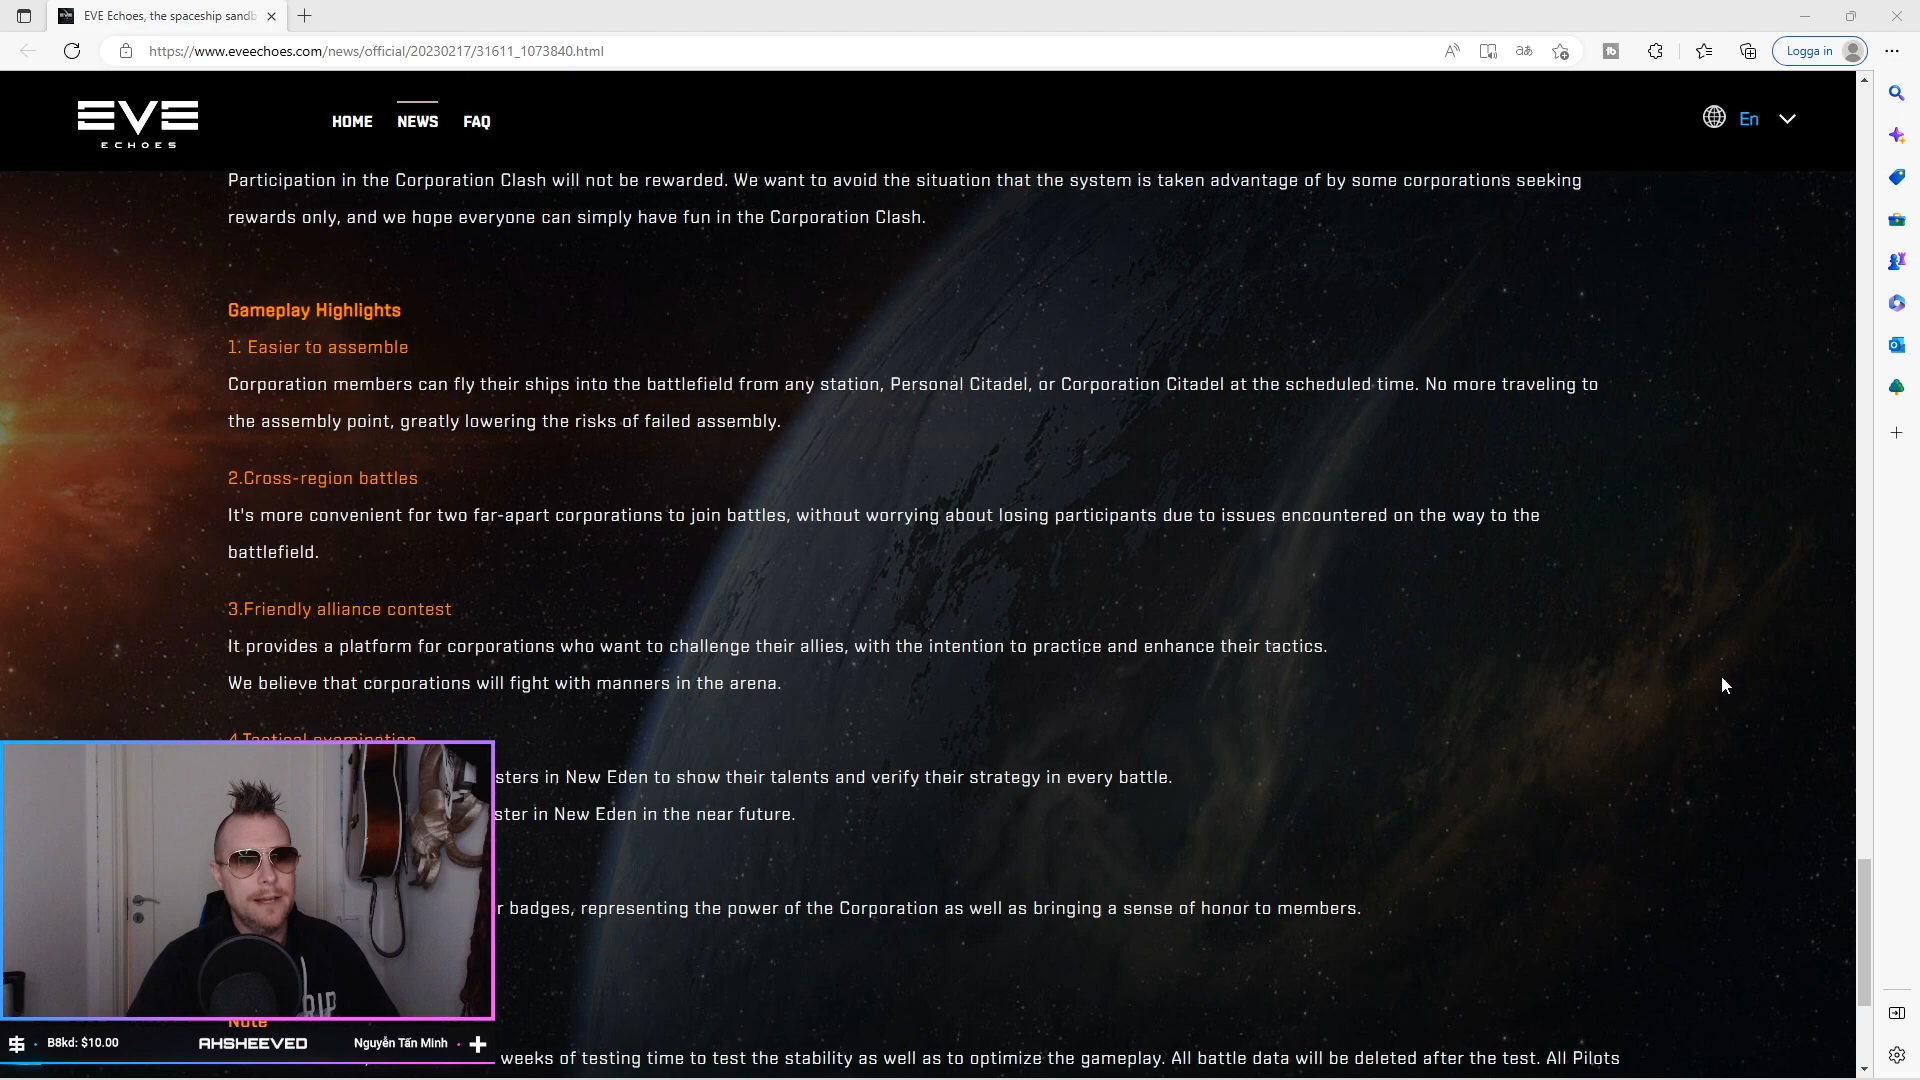 EVE Echoes, the spaceship sandb
https://www.eveechoes.com/news/official/20230217/31611_1073840.html
Logga in
EVE
ECHOES
HOME
NEWS
FAQ
En
Participation in the Corporation Clash will not be rewarded. We want to avoid the situation that the system is taken advantage of by some corporations seeking
rewards only, and we hope everyone can simply have fun in the Corporation Clash.
Gameplay Highlights
1. Easier to assemble
Corporation members can fly their ships into the battlefield from any station, Personal Citadel, or Corporation Citadel at the scheduled time. No more traveling to
the assembly point, greatly lowering the risks of failed assembly.
2.Cross-region battles
It's more convenient for two far-apart corporations to join battles, without worrying about losing participants due to issues encountered on the way to the
battlefield.
3.Friendly alliance contest
It provides a platform for corporations who want to challenge their allies, with the intention to practice and enhance their tactics.
We believe that corporations will fight with manners in the arena.
4.Tactical examination
sters in New Eden to show their talents and verify their strategy in every battle.
ster in New Eden in the near future.
r badges, representing the power of the Corporation as well as bringing a sense of honor to members.
Note
B8kd: $10.00
AHSHEEVED
Nguyễn Tấn Minh
weeks of testing time to test the stability as well as to optimize the gameplay. All battle data will be deleted after the test. All Pilots